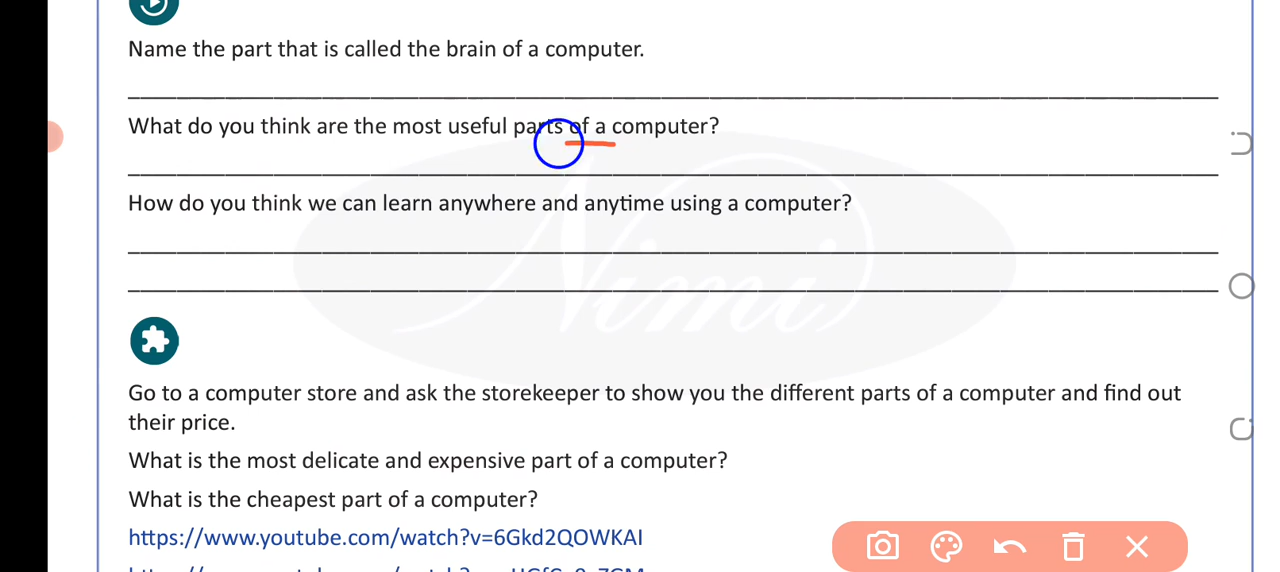 Name the part that is called the brain of a computer.
What do you think are the most useful parts of a computer?
How do you think we can learn anywhere and anytime using a computer?
Nimi
Go to a computer store and ask the storekeeper to show you the different parts of a computer and find out
their price.
What is the most delicate and expensive part of a computer?
What is the cheapest part of a computer?
https://www.youtube.com/watch?v=6Gkd2QOWKAI